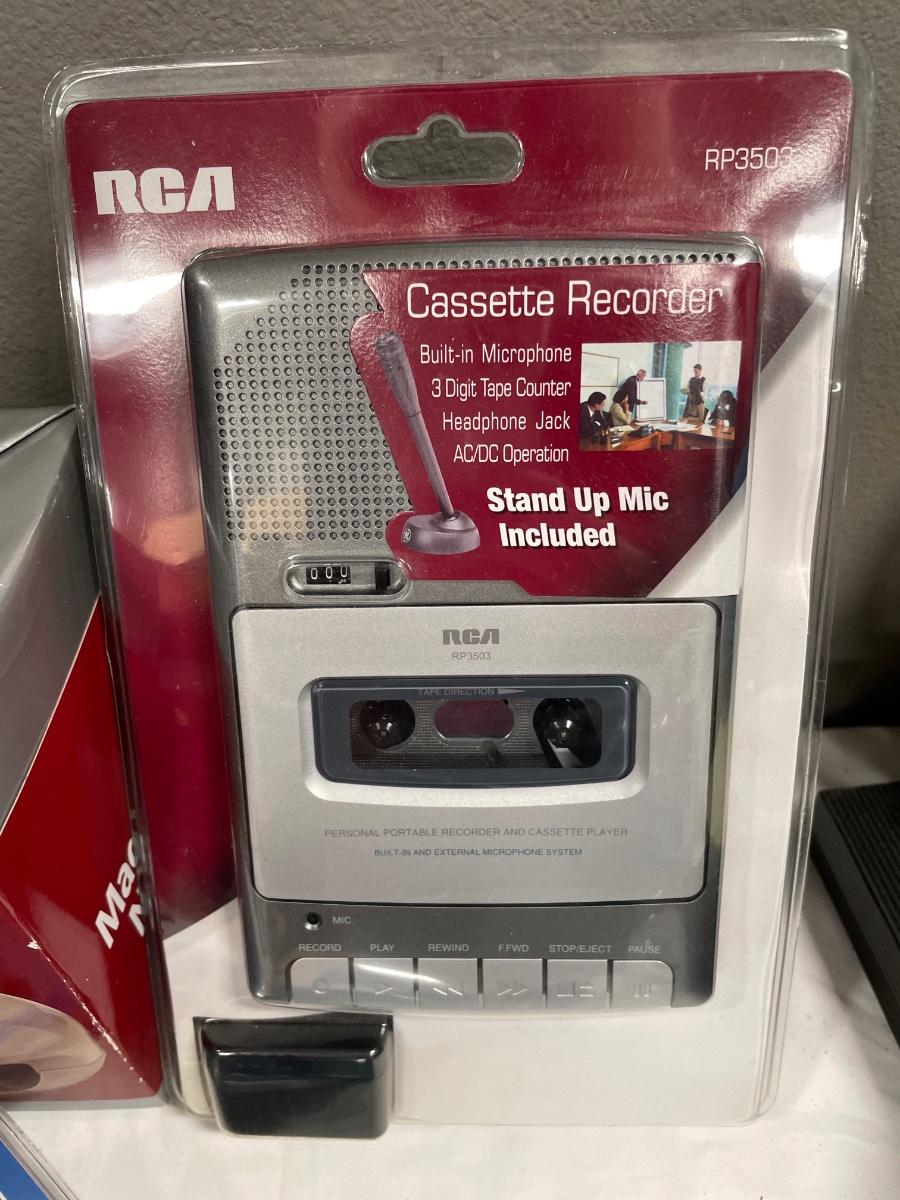 RCA
RP3503
Cassette Recorder
Built-in Microphone
3 Digit Tape Counter
Headphone Jack
AC/DC Operation
Stand Up Mic
Included
000
RCA
RP3503
TAPE DIRECTION
PERSONAL PORTABLE RECORDER AND CASSETTE PLAYER
BUILT-IN AND EXTERNAL MICROPHONE SYSTEM
MIC.
RECORD PLAY REWIND F.FWD STOP/EJECT PAUSE